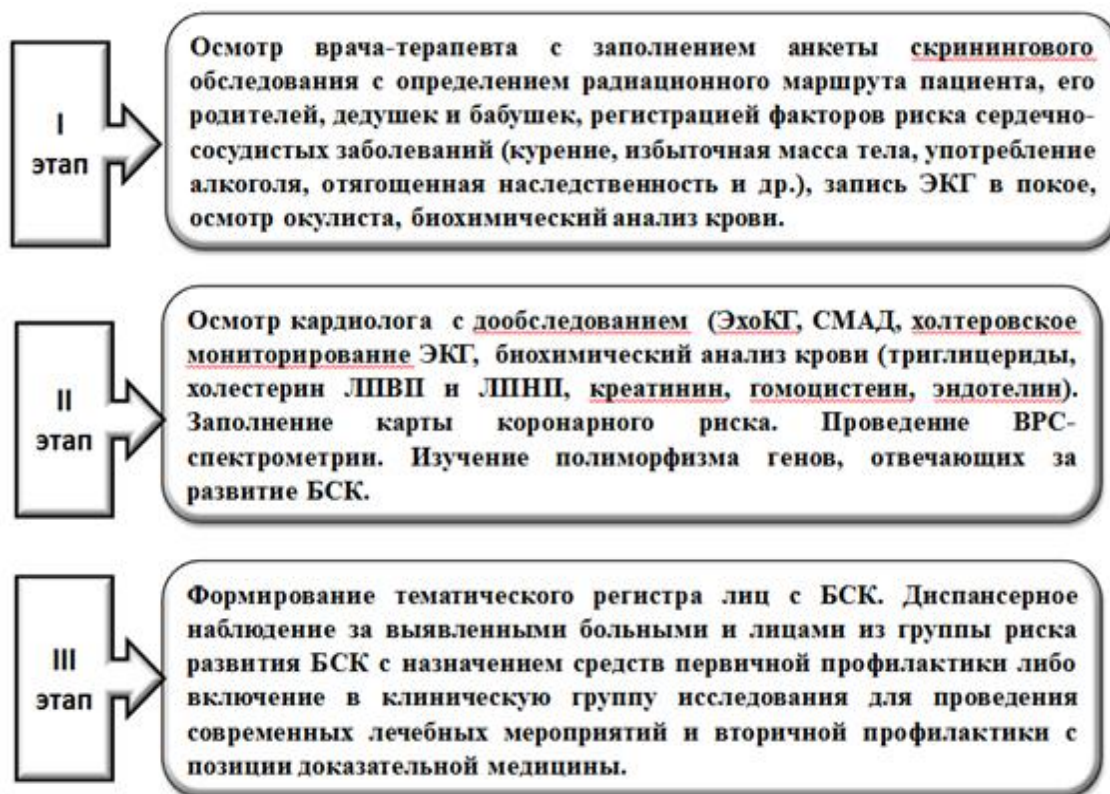 I
этап
Осмотр врача-терапевта с заполнением анкеты скринингового
обследования с определением радиационного маршрута пациента, его
родителей, дедушек и бабушек, регистрацией факторов риска сердечно-
сосудистых заболеваний (курение, избыточная масса тела, употребление
алкоголя, отягощенная наследственность и др.), запись ЭКГ в покое,
осмотр окулиста, биохимический анализ крови.
II
этап
Осмотр кардиолога с дообследованием (ЭхоКГ, СМАД, холтеровское
мониторирование ЭКГ, биохимический анализ крови (триглицериды,
холестерин ЛПВП и ЛПНП, креатинин, гомоцистеин, эндотелин).
Заполнение карты коронарного риска. Проведение ВРС-
спектрометрии. Изучение полиморфизма генов, отвечающих за
развитие БСК.
III
этап
Формирование тематического регистра лиц с БСК. Диспансерное
наблюдение за выявленными больными и лицами из группы риска
развития БСК с назначением средств первичной профилактики либо
включение в клиническую группу исследования для проведения
современных лечебных мероприятий и вторичной профилактики с
позиции доказательной медицины.